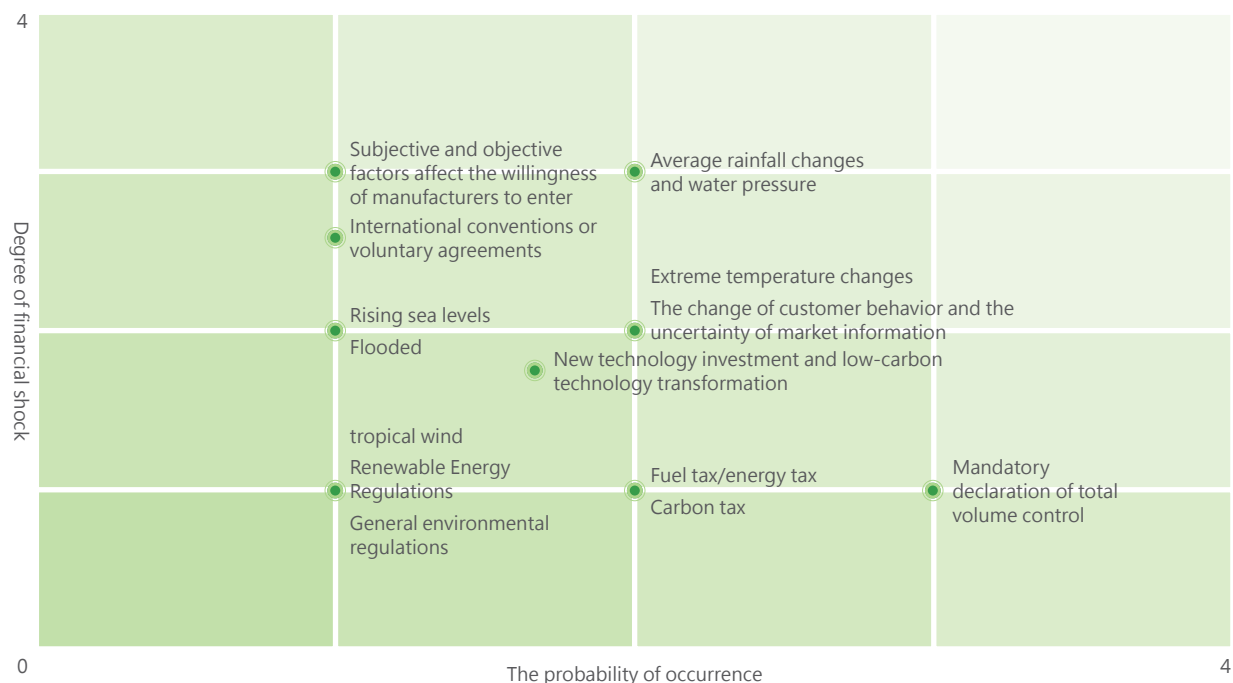 4
Degree of financial shock
Subjective and objective
factors affect the willingness
of manufacturers to enter
Average rainfall changes
and water pressure
International conventions or
voluntary agreements
Extreme temperature changes
Rising sea levels
Flooded
The change of customer behavior and the
uncertainty of market information
New technology investment and low-carbon
technology transformation
tropical wind
Renewable Energy
Regulations
General environmental
regulations
Fuel tax/energy tax
Carbon tax
Mandatory
declaration of total
volume control
0
The probability of occurrence
4